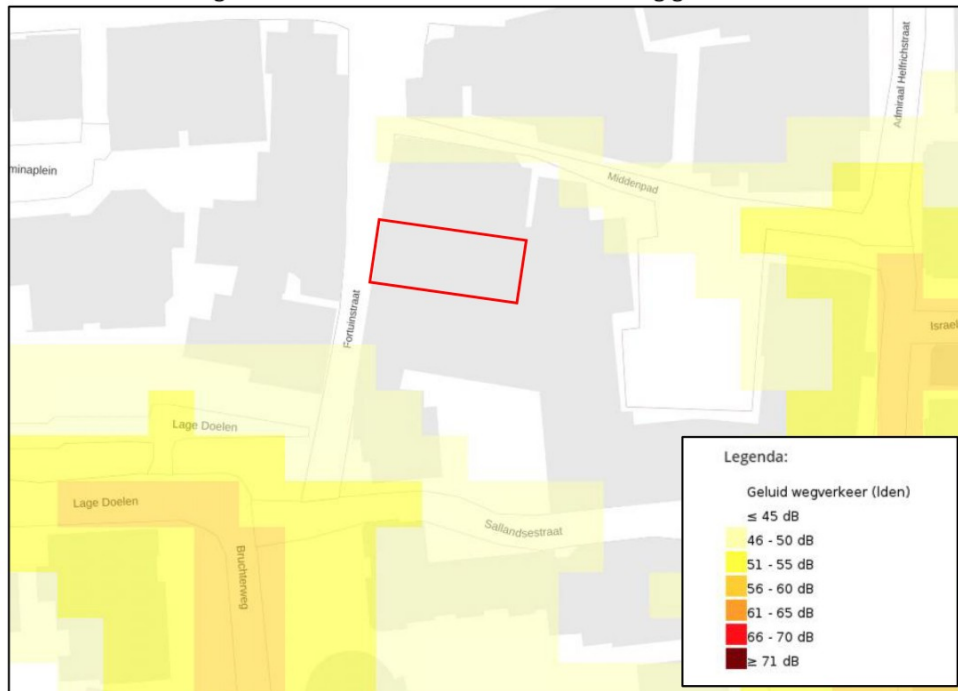 Admiraal Helfrichstraat
minaplein
Middenpad
Fortuinstraat
Israel
Lage Doelen
Lage Doelen
Sallandsestraat
Bruchterweg
Legenda:
Geluid wegverkeer (lden)
≤ 45 dB
46 - 50 dB
51 - 55 dB
56 - 60 dB
61 - 65 dB
66 - 70 dB
≥ 71 dB